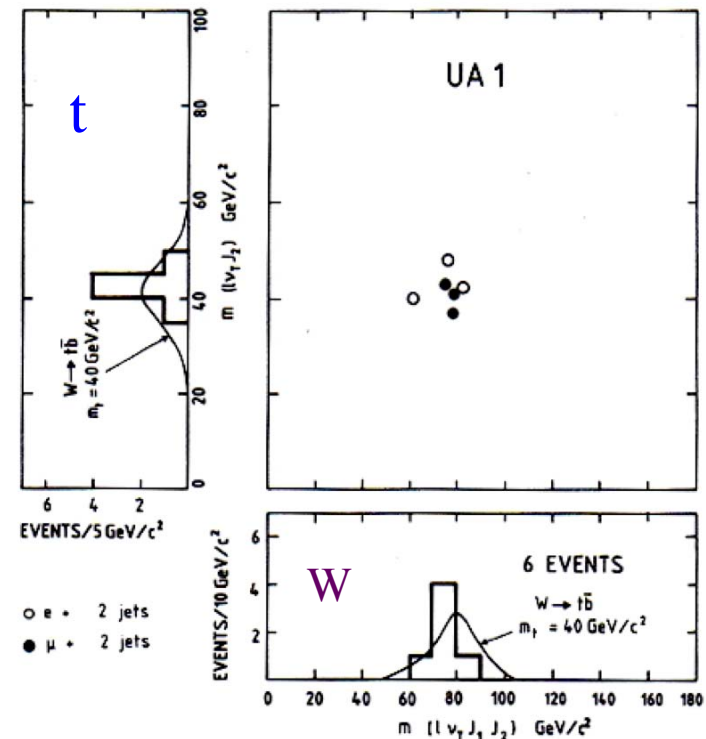 UA 1
t
100
80
60
40
20
0
m (l ν_T J_2) GeV/c²
W → tb̄
m_t = 40 GeV/c²
6 4 2
EVENTS/5 GeV/c²
○ e + 2 jets
● μ + 2 jets
W
6 EVENTS
W → tb̄
m_t = 40 GeV/c²
6
4
2
EVENTS/10 GeV/c²
0 20 40 60 80 100 120 140 160 180
m (l ν_T J_1 J_2) GeV/c²